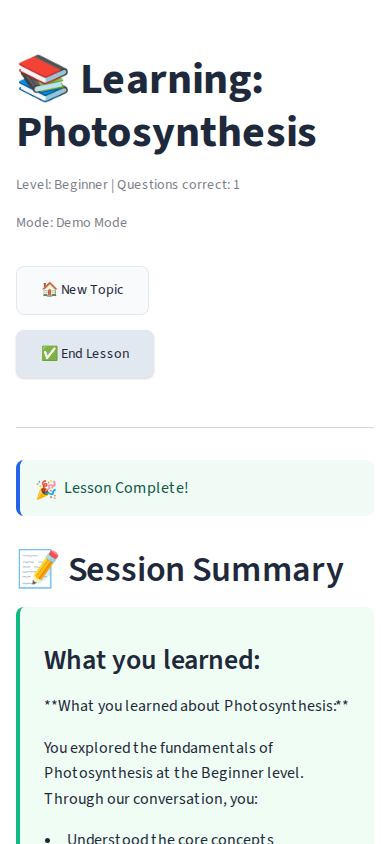 📚 Learning:
Photosynthesis
Level: Beginner | Questions correct: 1
Mode: Demo Mode
🏠 New Topic
✅ End Lesson
🎉 Lesson Complete!
📝 Session Summary
What you learned:
**What you learned about Photosynthesis:**
You explored the fundamentals of
Photosynthesis at the Beginner level.
Through our conversation, you:
• Understood the core concepts